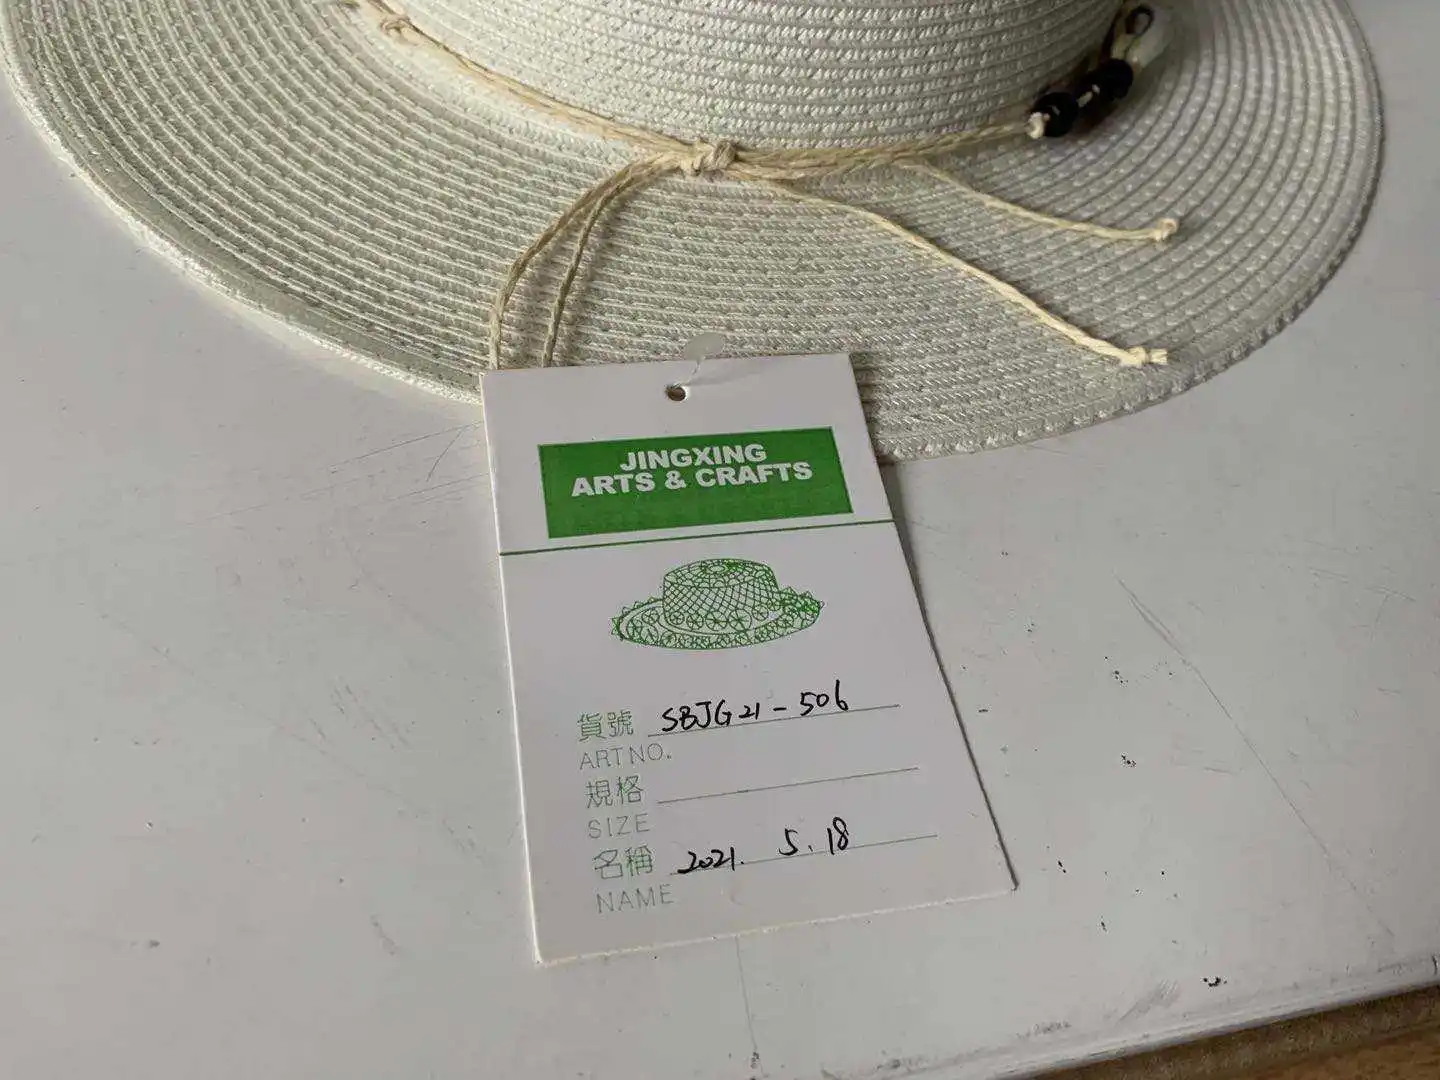 JINGXING
ARTS & CRAFTS
貨號 SBJG21-506
ART NO.
規格
SIZE
名稱 2021. 5. 18
NAME